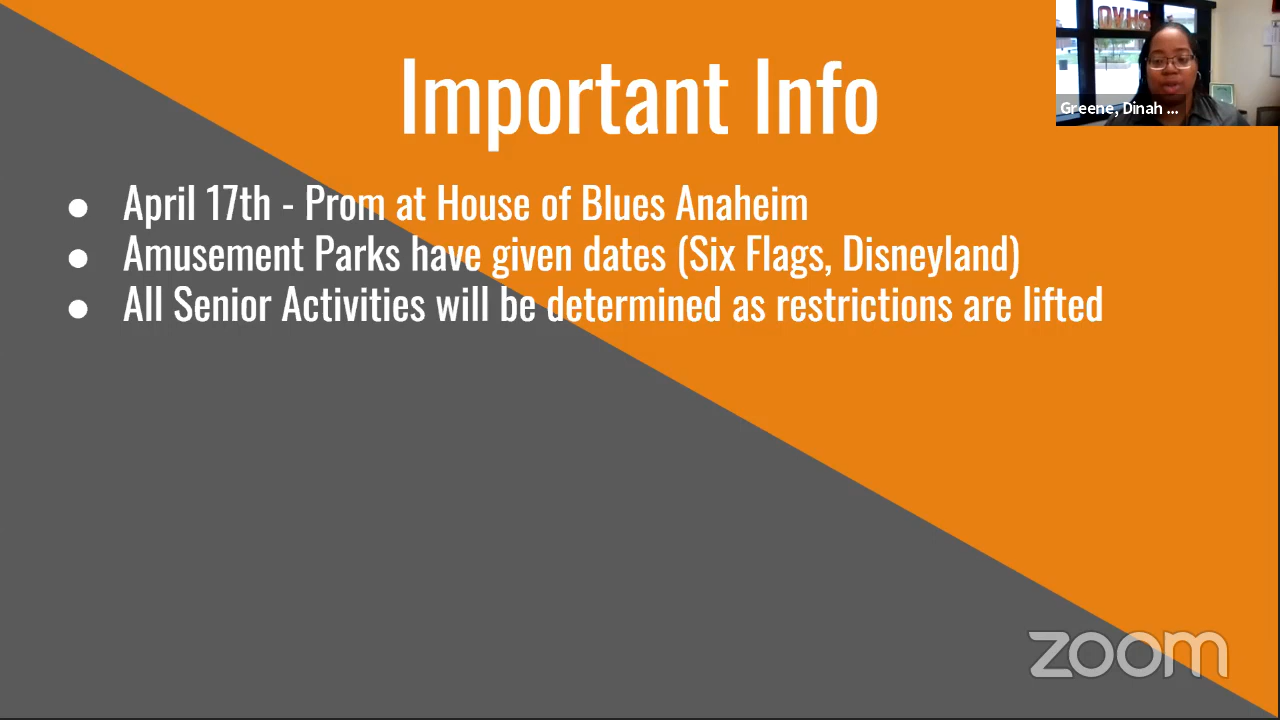 Important Info
Greene, Dinah ...
● April 17th - Prom at House of Blues Anaheim
● Amusement Parks have given dates (Six Flags, Disneyland)
● All Senior Activities will be determined as restrictions are lifted
zoom